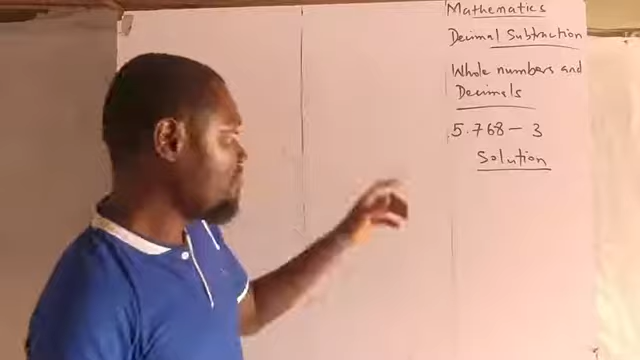 Mathematics
Decimal Subtraction
Whole numbers and
Decimals
5.768 - 3
Solution